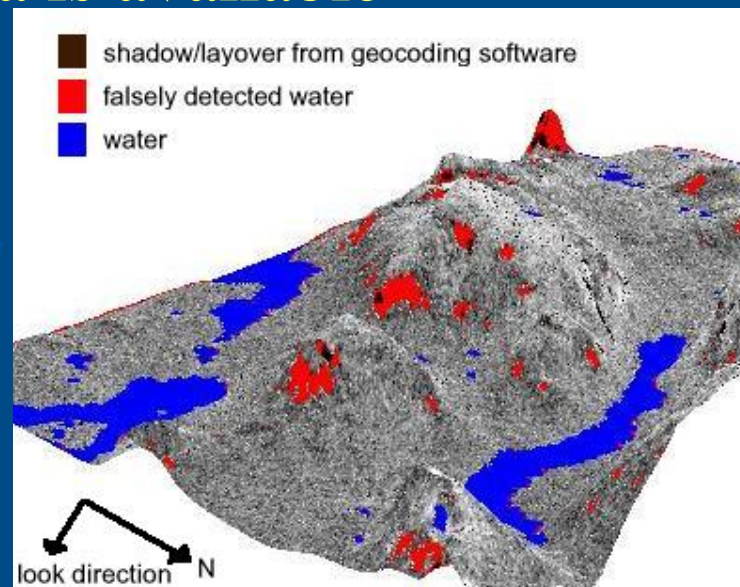 shadow/layover from geocoding software
falsely detected water
water
look direction N